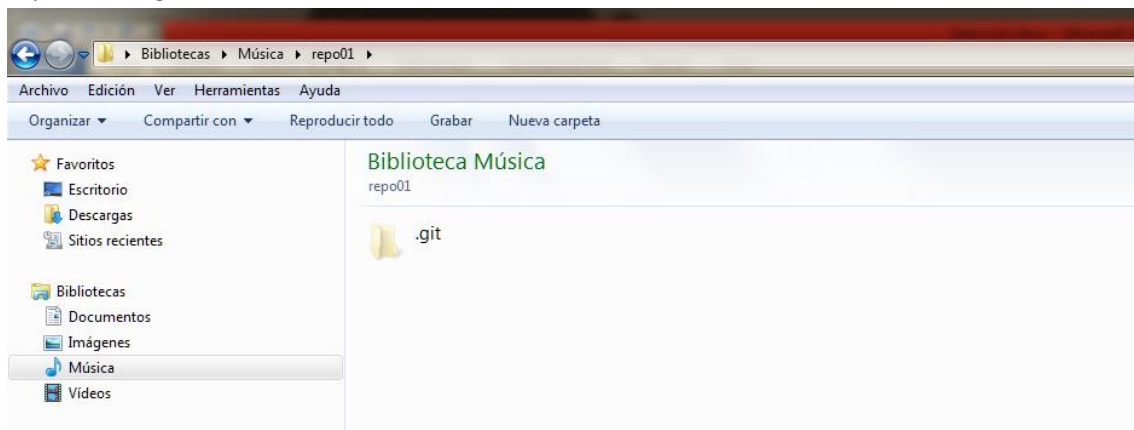 Bibliotecas ▸ Música ▸ repo01 ▸
Archivo Edición Ver Herramientas Ayuda
Organizar Compartir con Reproducir todo Grabar Nueva carpeta
Favoritos
Escritorio
Descargas
Sitios recientes
Bibliotecas
Documentos
Imágenes
Música
Vídeos
Biblioteca Música
repo01
.git